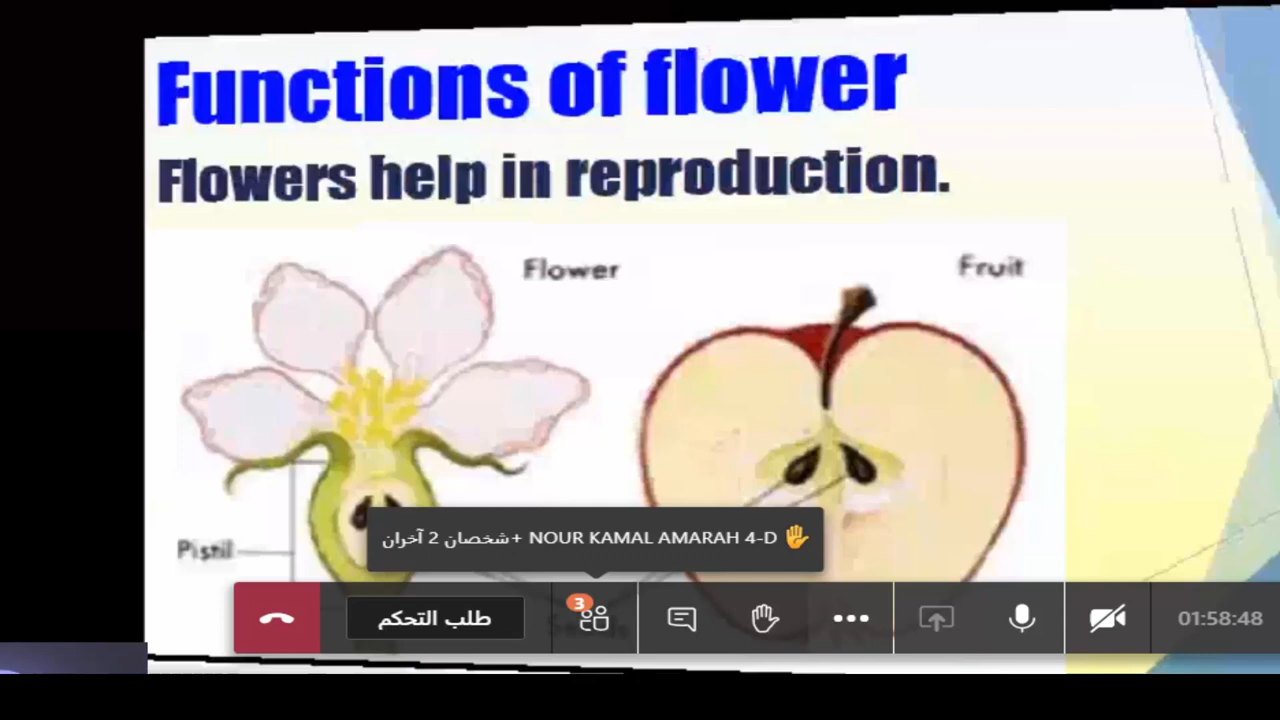 Functions of flower
Flowers help in reproduction.
Flower
Fruit
Pistil
NOUR KAMAL AMARAH 4-D +شخصان 2 آخران
3
طلب التحكم
01:58:48